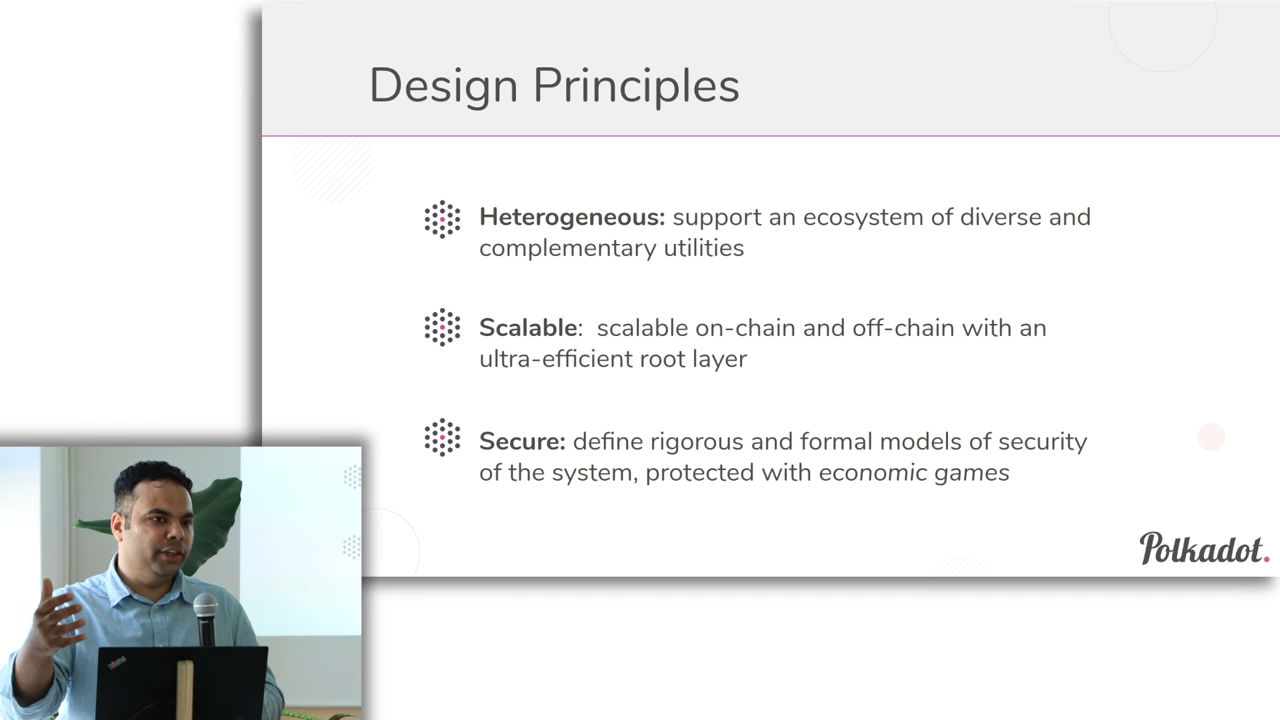 Design Principles
Heterogeneous: support an ecosystem of diverse and
complementary utilities
Scalable:  scalable on-chain and off-chain with an
ultra-efficient root layer
Secure: define rigorous and formal models of security
of the system, protected with economic games
Polkadot.
ThinkPad